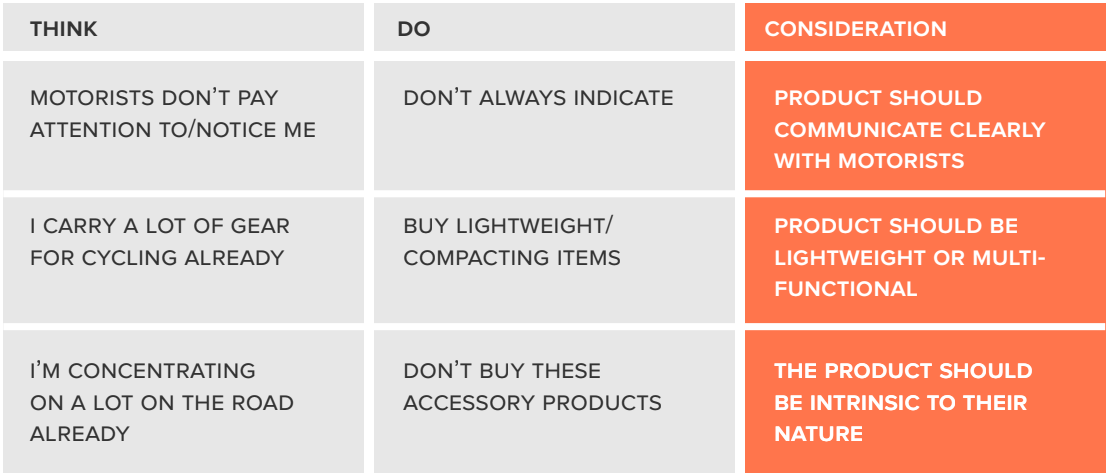 THINK
DO
CONSIDERATION
MOTORISTS DON'T PAY
ATTENTION TO/NOTICE ME
DON'T ALWAYS INDICATE
PRODUCT SHOULD
COMMUNICATE CLEARLY
WITH MOTORISTS
I CARRY A LOT OF GEAR
FOR CYCLING ALREADY
BUY LIGHTWEIGHT/
COMPACTING ITEMS
PRODUCT SHOULD BE
LIGHTWEIGHT OR MULTI-
FUNCTIONAL
I'M CONCENTRATING
ON A LOT ON THE ROAD
ALREADY
DON'T BUY THESE
ACCESSORY PRODUCTS
THE PRODUCT SHOULD
BE INTRINSIC TO THEIR
NATURE